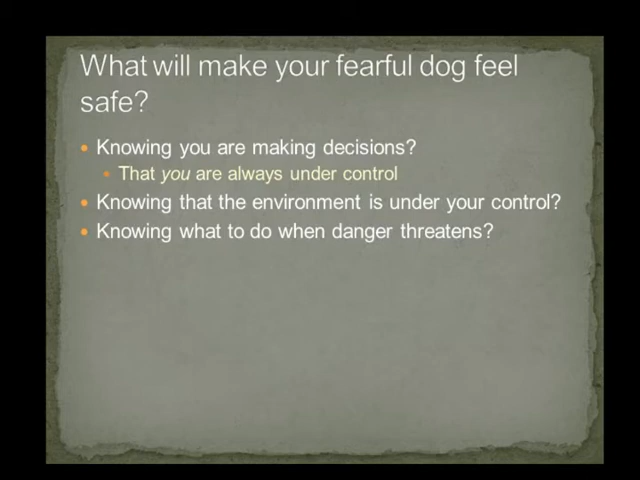 What will make your fearful dog feel
safe?
Knowing you are making decisions?
That you are always under control
Knowing that the environment is under your control?
Knowing what to do when danger threatens?